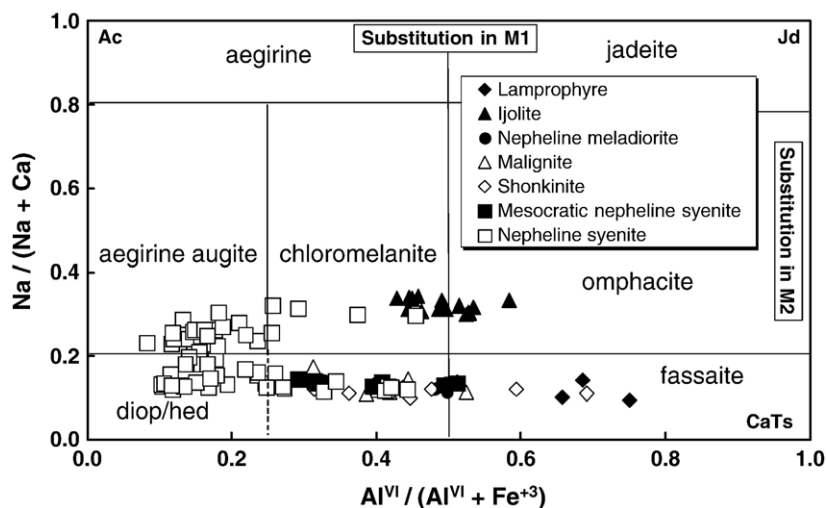 1.0
0.8
0.6
0.4
0.2
0.0
Na / (Na + Ca)
Ac
Substitution in M1
Jd
aegirine
jadeite
Lamprophyre
Ijolite
Nepheline meladiorite
Malignite
Shonkinite
Mesocratic nepheline syenite
Nepheline syenite
Substitution in M2
aegirine augite
chloromelanite
omphacite
fassaite
diop/hed
CaTs
0.0
0.2
0.4
0.6
0.8
1.0
Al^VI / (Al^VI + Fe^+3)